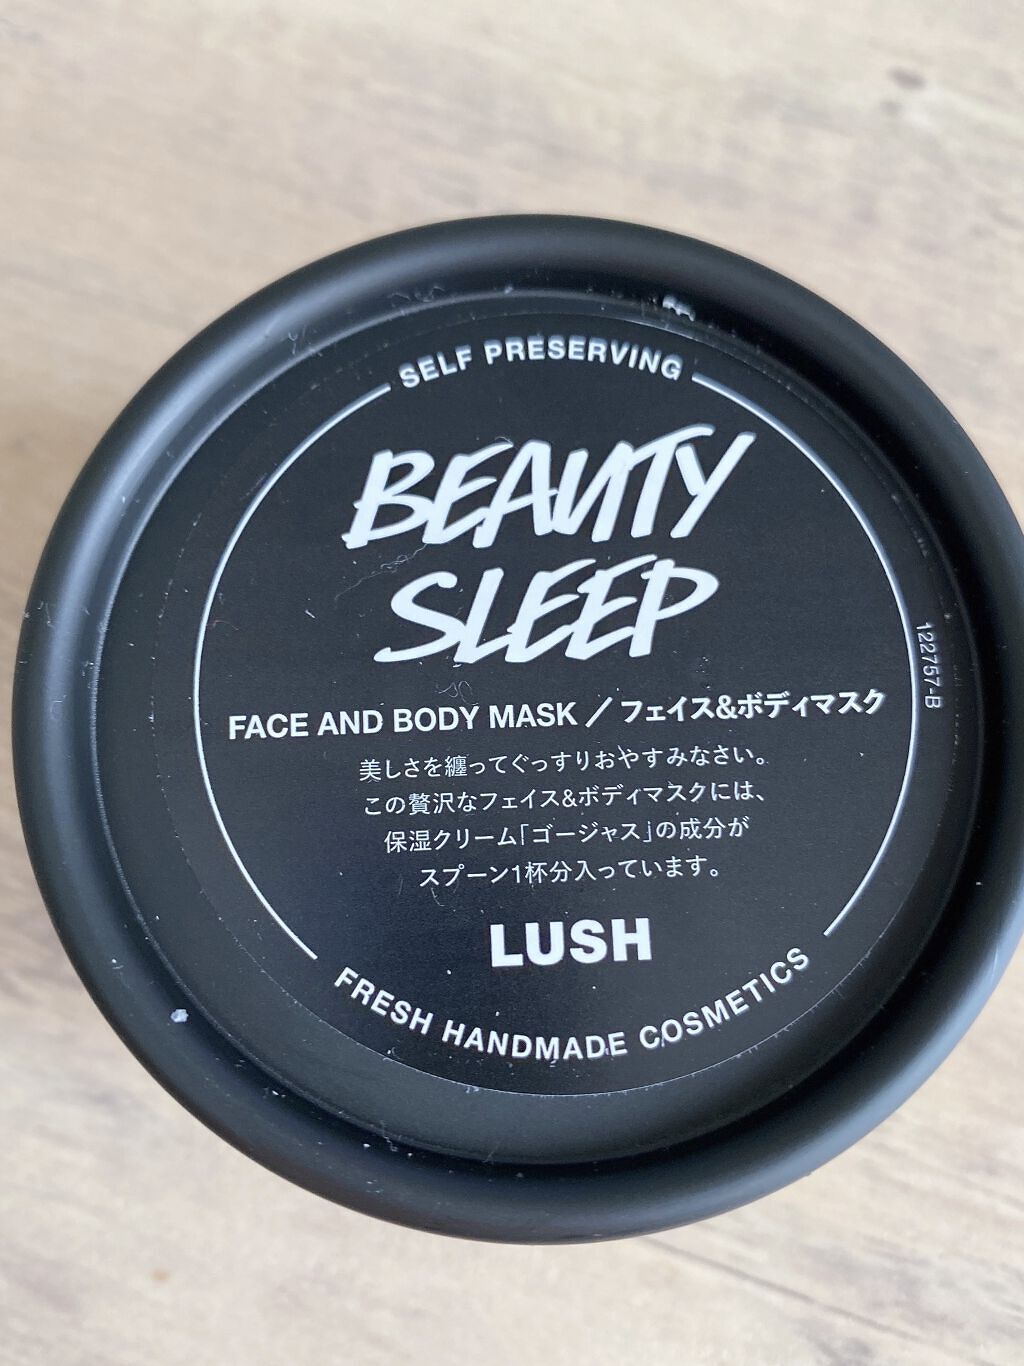 SELF PRESERVING
BEAUTY
SLEEP
FACE AND BODY MASK／フェイス&ボディマスク
美しさを纏ってぐっすりおやすみなさい。
この贅沢なフェイス&ボディマスクには、
保湿クリーム「ゴージャス」の成分が
スプーン1杯分入っています。
LUSH
FRESH HANDMADE COSMETICS
122757-B